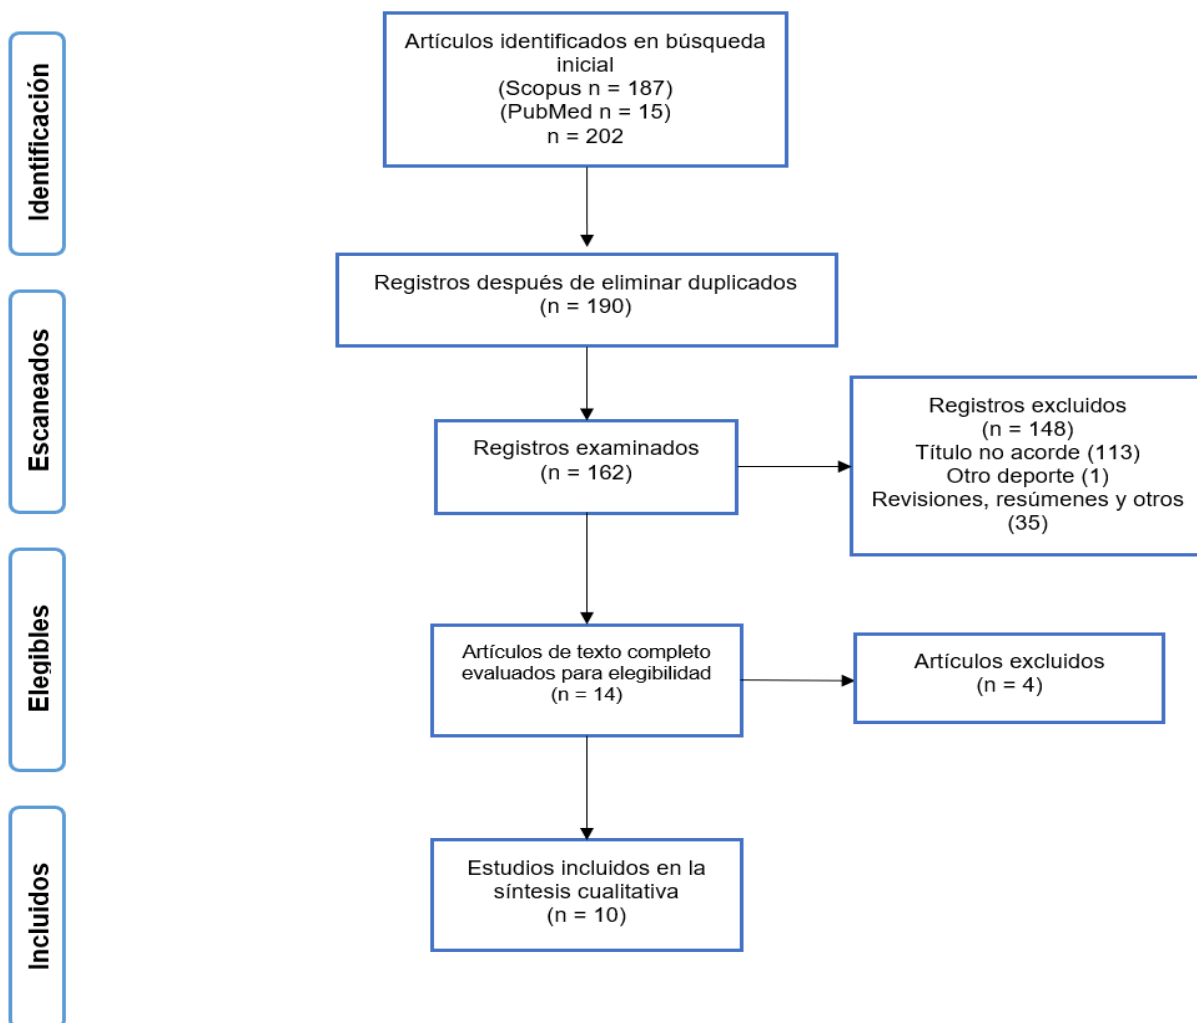 Identificación
Artículos identificados en búsqueda
inicial
(Scopus n = 187)
(PubMed n = 15)
n = 202
Registros después de eliminar duplicados
(n = 190)
Escaneados
Registros examinados
(n = 162)
Registros excluidos
(n = 148)
Título no acorde (113)
Otro deporte (1)
Revisiones, resúmenes y otros
(35)
Elegibles
Artículos de texto completo
evaluados para elegibilidad
(n = 14)
Artículos excluidos
(n = 4)
Incluidos
Estudios incluidos en la
síntesis cualitativa
(n = 10)